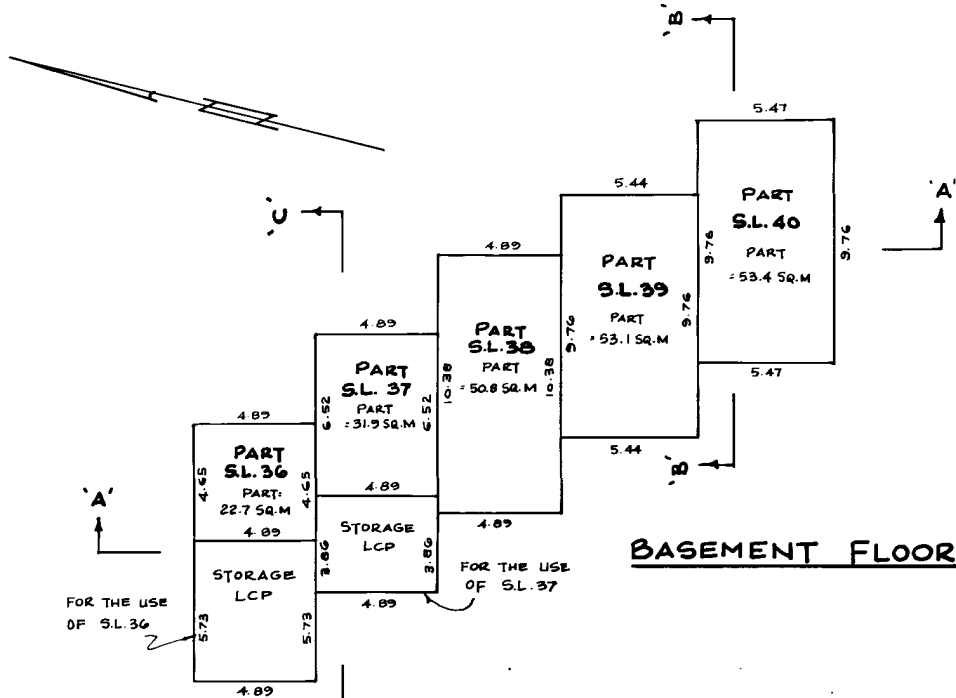 'B'
5.47
PART
S.L. 40
PART
= 53.4 SQ.M
9.76
9.76
5.47
'A'
'B'
5.44
PART
S.L. 39
PART
= 53.1 SQ.M
9.76
9.76
5.44
'C'
4.89
PART
S.L. 38
PART
= 50.8 SQ.M
10.38
10.38
4.89
4.89
PART
S.L. 37
PART
= 31.9 SQ.M
6.52
6.52
4.89
STORAGE
LCP
3.86
3.86
4.89
FOR THE USE
OF S.L. 37
4.89
PART
S.L. 36
PART=
22.7 SQ.M
4.65
4.65
4.89
'A'
STORAGE
LCP
5.73
5.73
4.89
FOR THE USE
OF S.L. 36
BASEMENT FLOOR